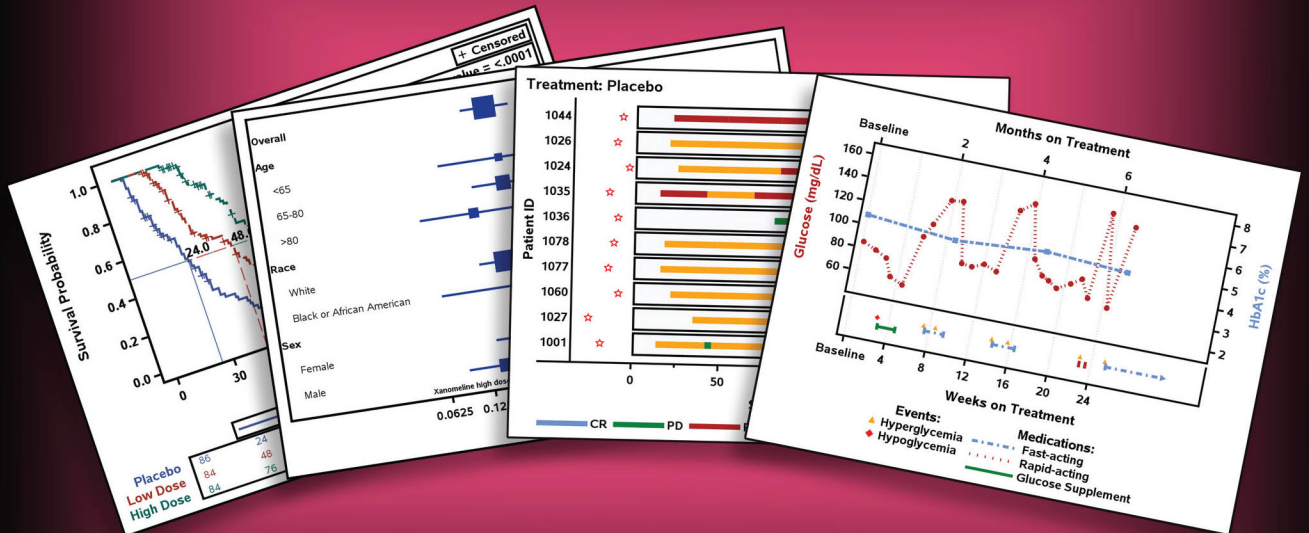 + Censored
value = <.0001
Survival Probability
1.0
0.8
0.6
0.4
0.2
0.0
0
30
24.0
48.
Placebo
Low Dose
High Dose
86
24
84
48
84
76
Overall
Age
<65
65-80
>80
Race
White
Black or African American
Sex
Female
Male
Xanomeline high dose
0.0625
0.12
Treatment: Placebo
Patient ID
1044
1026
1024
1035
1036
1078
1077
1060
1027
1001
0
50
CR
PD
Months on Treatment
Baseline
2
4
6
Glucose (mg/dL)
160
140
120
100
80
60
HbA1c (%)
8
7
6
5
4
3
2
Baseline
4
8
12
16
20
24
Weeks on Treatment
Events:
Hyperglycemia
Hypoglycemia
Medications:
Fast-acting
Rapid-acting
Glucose Supplement